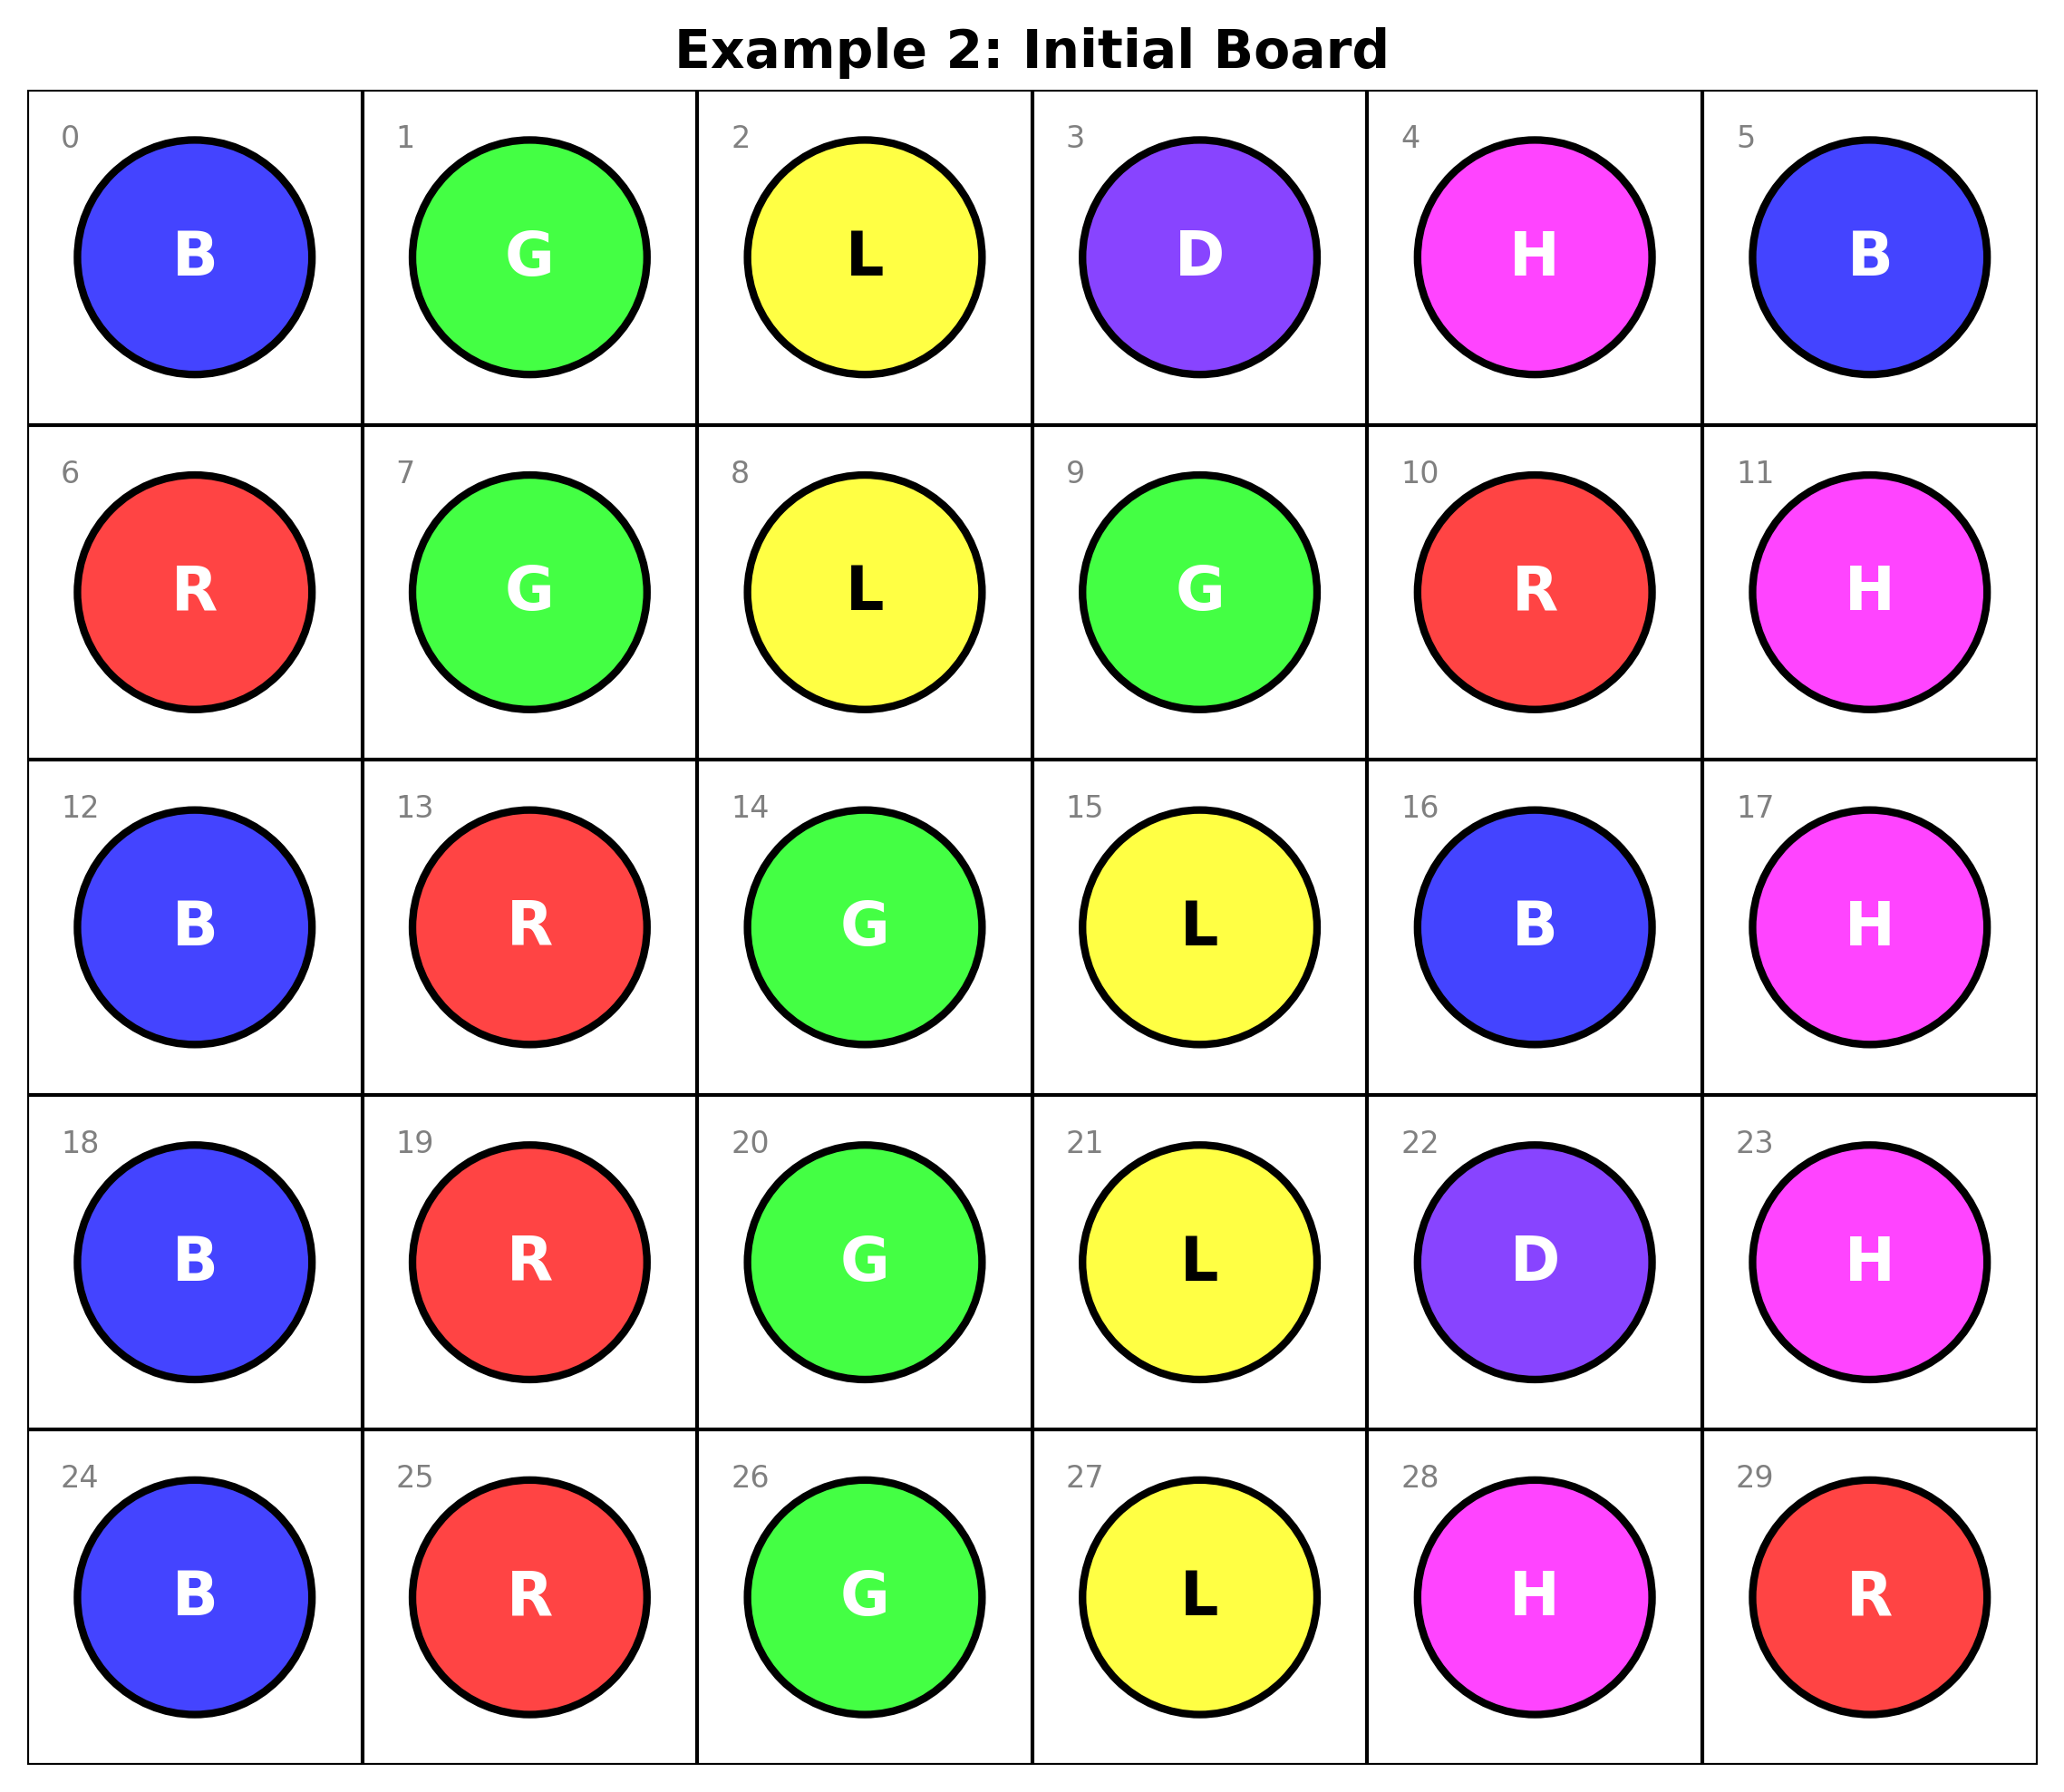 Example 2: Initial Board
0 1 2 3 4 5
B G L D H B
6 7 8 9 10 11
R G L G R H
12 13 14 15 16 17
B R G L B H
18 19 20 21 22 23
B R G L D H
24 25 26 27 28 29
B R G L H R